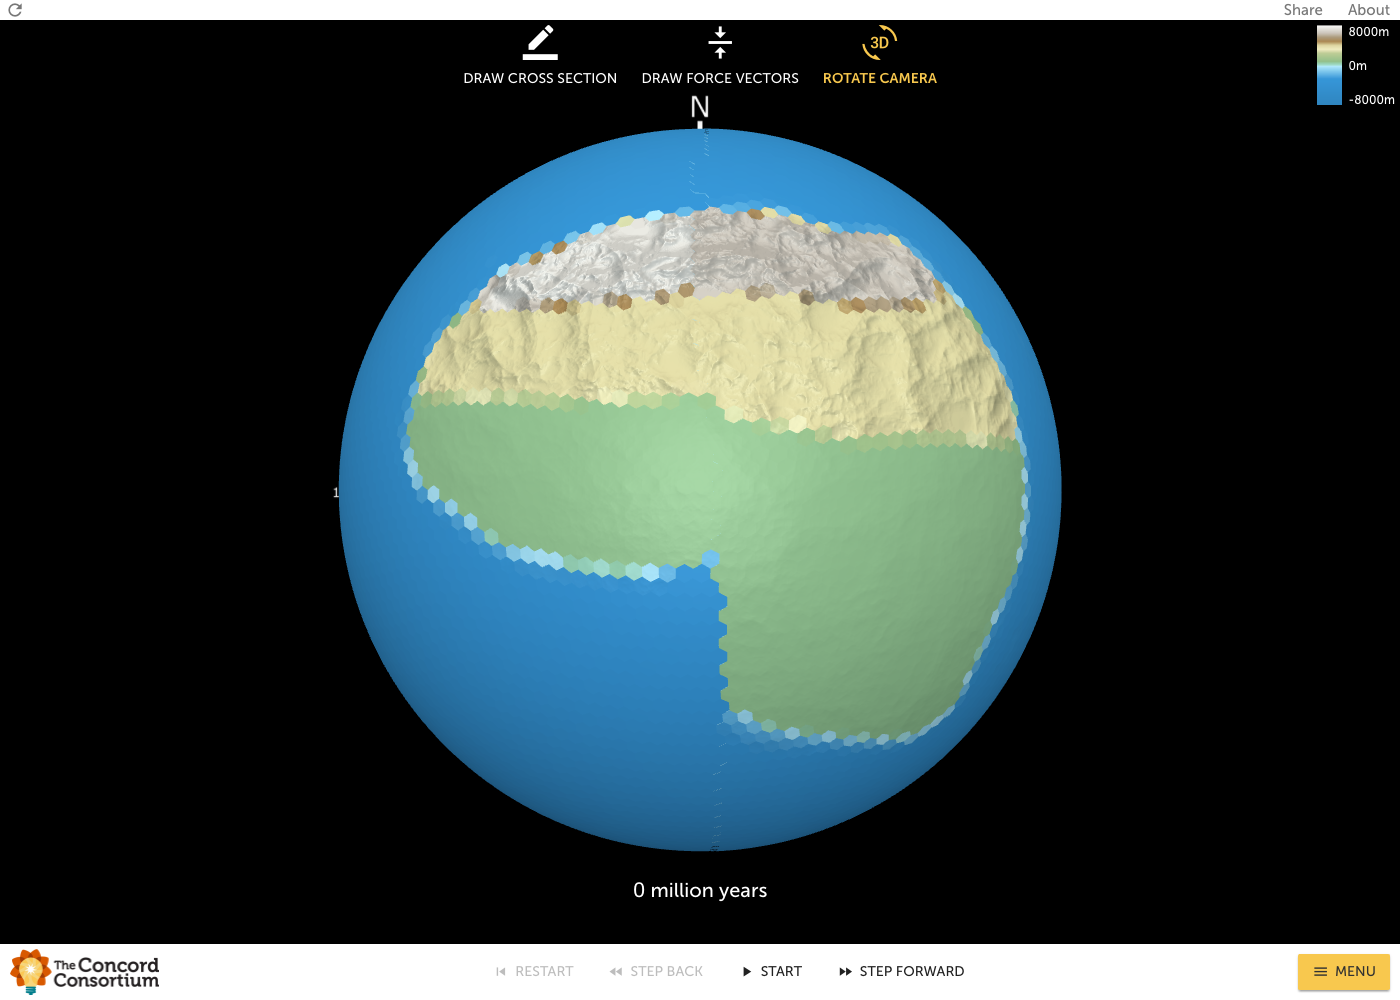 Share
About
DRAW CROSS SECTION
DRAW FORCE VECTORS
3D
ROTATE CAMERA
8000m
0m
-8000m
N
1
0 million years
The Concord
Consortium
RESTART
STEP BACK
START
STEP FORWARD
MENU